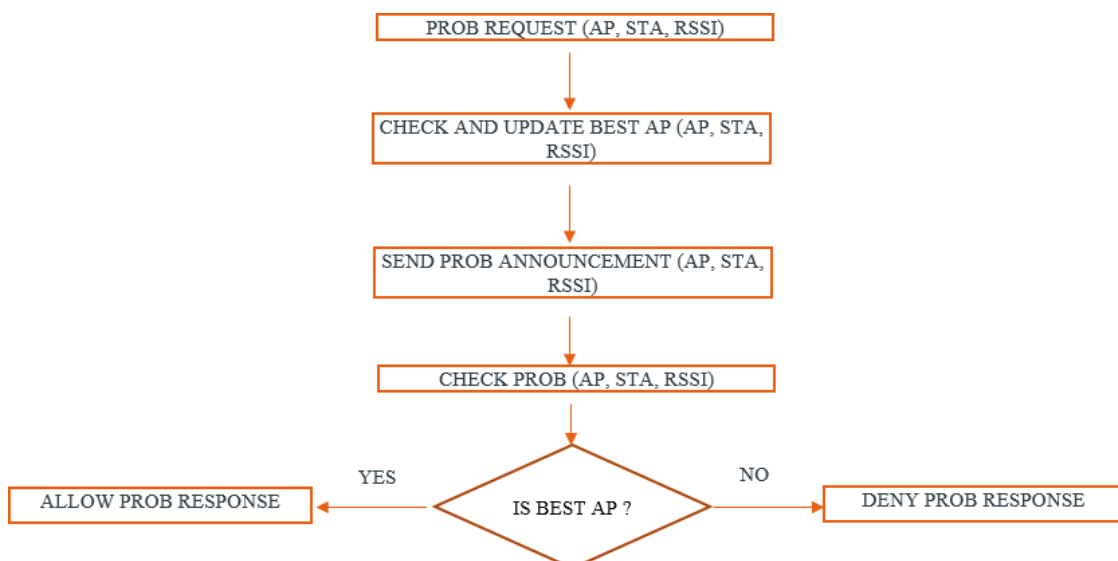 PROB REQUEST (AP, STA, RSSI)
CHECK AND UPDATE BEST AP (AP, STA,
RSSI)
SEND PROB ANNOUNCEMENT (AP, STA,
RSSI)
CHECK PROB (AP, STA, RSSI)
YES
NO
ALLOW PROB RESPONSE
IS BEST AP ?
DENY PROB RESPONSE